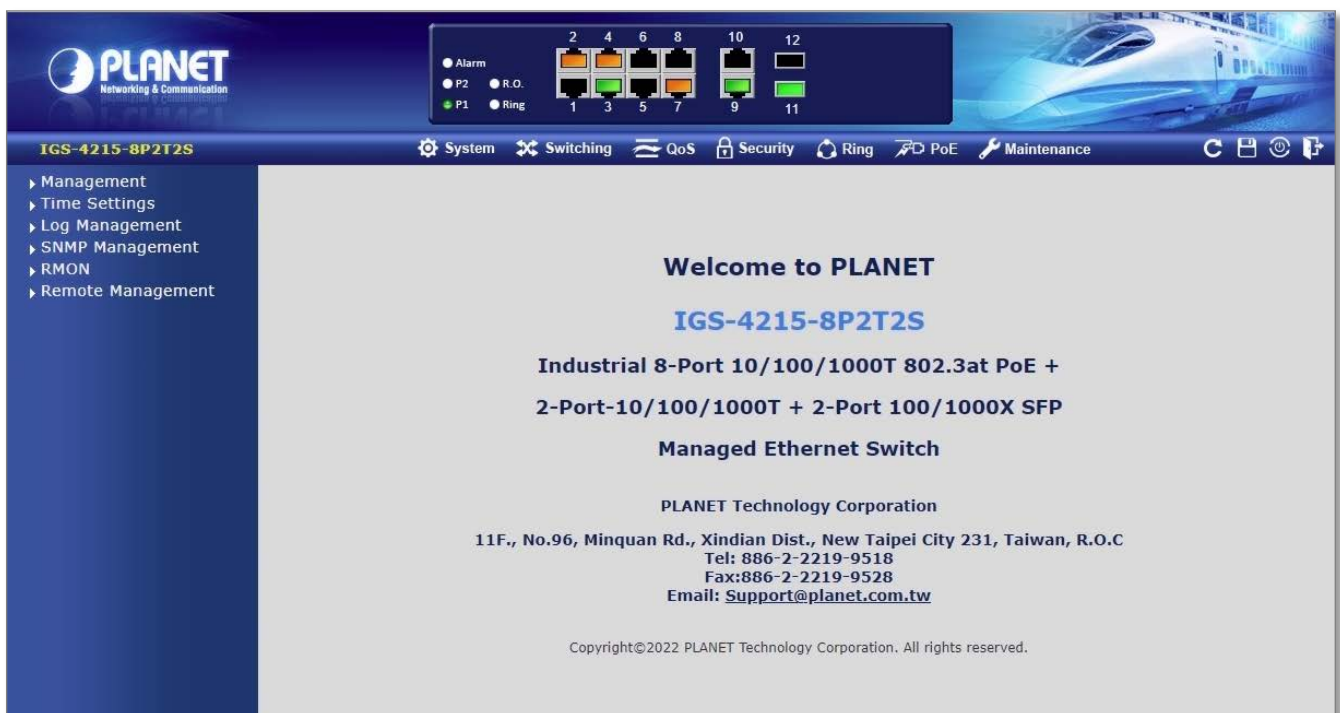 PLANET
Networking & Communication
2 4 6 8 10 12
Alarm
P2 R.O.
P1 Ring
1 3 5 7 9 11
IGS-4215-8P2T2S
System Switching QoS Security Ring PoE Maintenance
Management
Time Settings
Log Management
SNMP Management
RMON
Remote Management
Welcome to PLANET
IGS-4215-8P2T2S
Industrial 8-Port 10/100/1000T 802.3at PoE +
2-Port-10/100/1000T + 2-Port 100/1000X SFP
Managed Ethernet Switch
PLANET Technology Corporation
11F., No.96, Minquan Rd., Xindian Dist., New Taipei City 231, Taiwan, R.O.C
Tel: 886-2-2219-9518
Fax:886-2-2219-9528
Email: Support@planet.com.tw
Copyright©2022 PLANET Technology Corporation. All rights reserved.